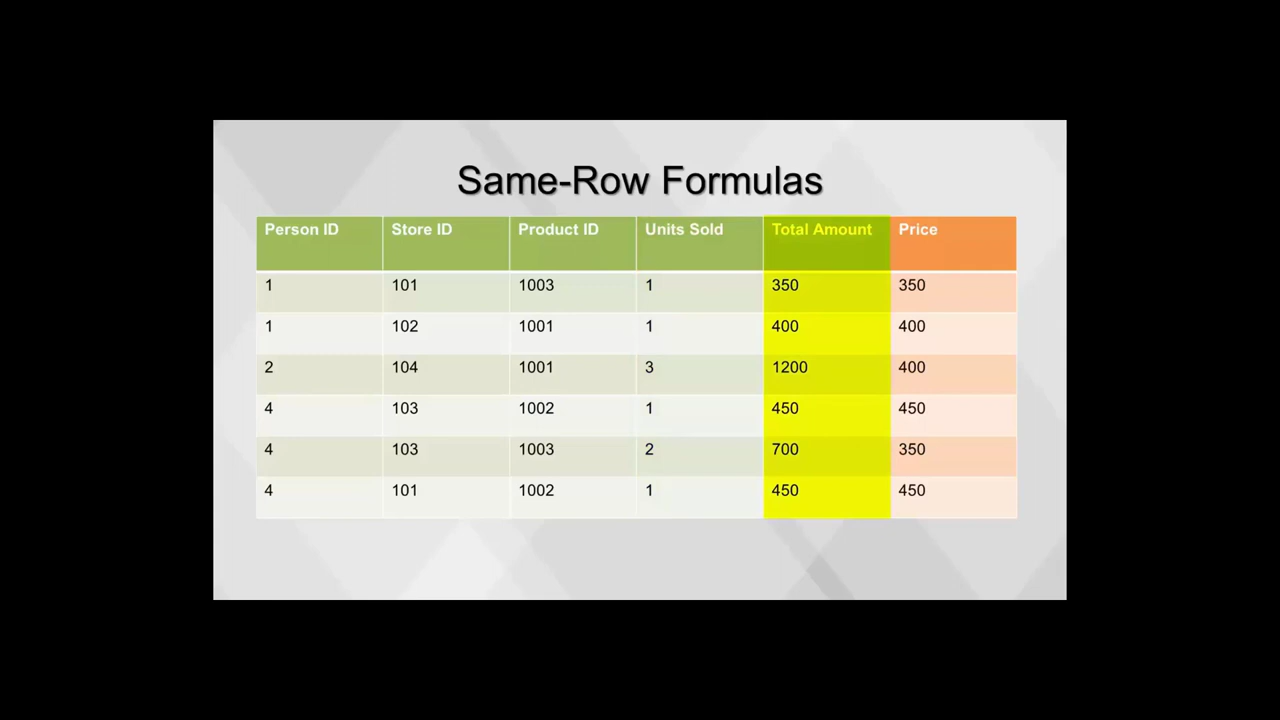 Same-Row Formulas
Person ID Store ID Product ID Units Sold Total Amount Price
1 101 1003 1 350 350
1 102 1001 1 400 400
2 104 1001 3 1200 400
4 103 1002 1 450 450
4 103 1003 2 700 350
4 101 1002 1 450 450